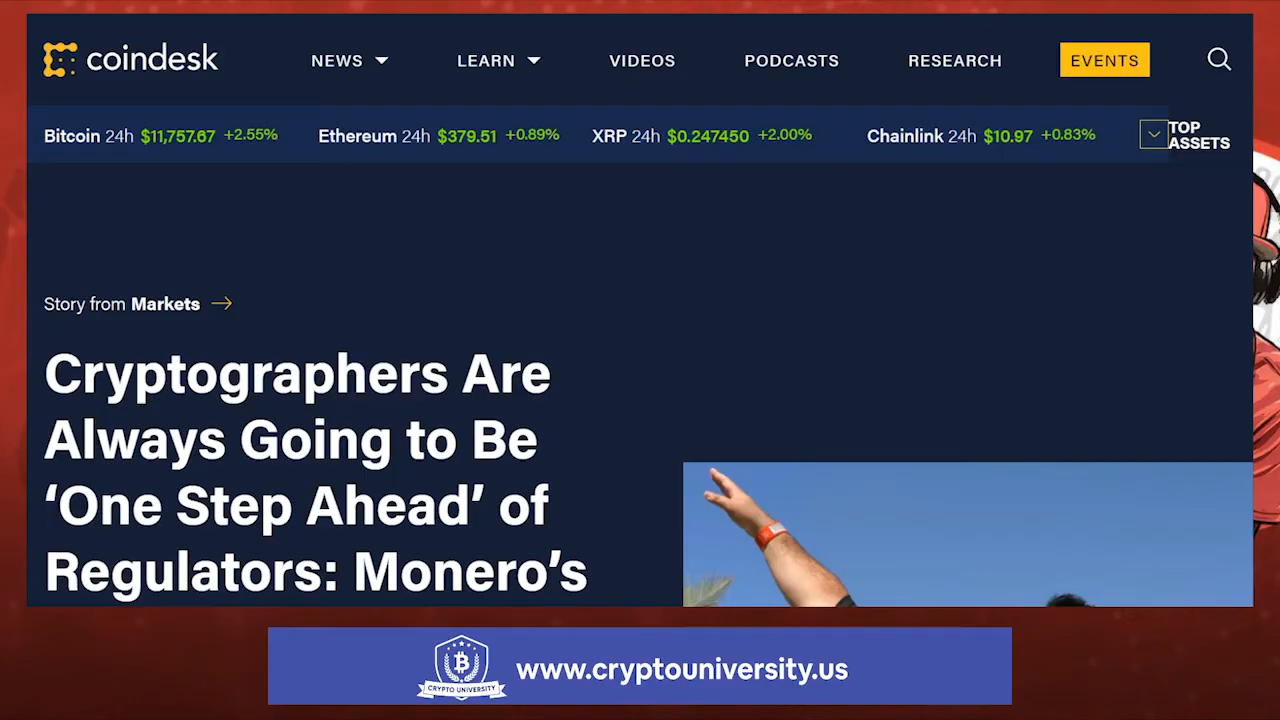 coindesk
NEWS LEARN VIDEOS PODCASTS RESEARCH EVENTS
Bitcoin 24h $11,757.67 +2.55% Ethereum 24h $379.51 +0.89% XRP 24h $0.247450 +2.00% Chainlink 24h $10.97 +0.83% TOP
ASSETS
Story from Markets
Cryptographers Are
Always Going to Be
‘One Step Ahead’ of
Regulators: Monero’s
CRYPTO UNIVERSITY
www.cryptouniversity.us